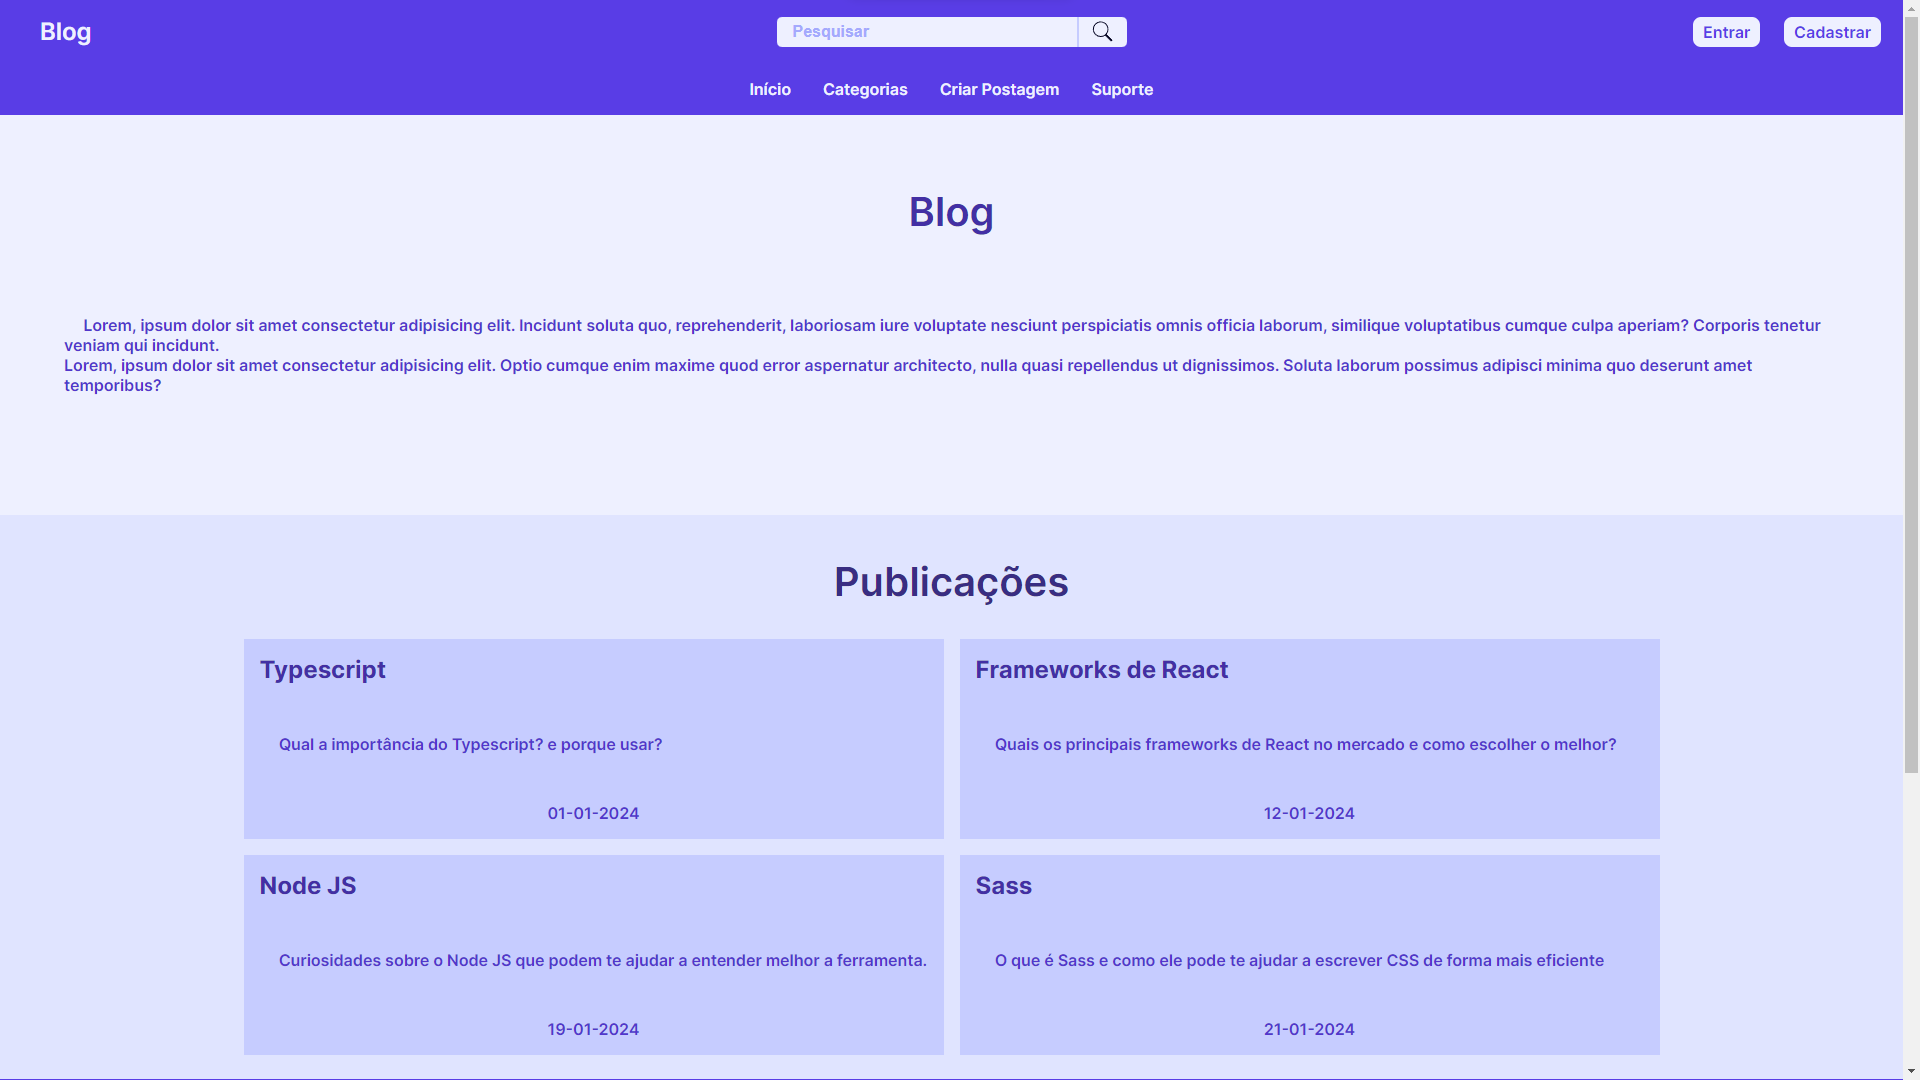 Blog
Pesquisar
Entrar
Cadastrar
Início
Categorias
Criar Postagem
Suporte
Blog
Lorem, ipsum dolor sit amet consectetur adipisicing elit. Incidunt soluta quo, reprehenderit, laboriosam iure voluptate nesciunt perspiciatis omnis officia laborum, similique voluptatibus cumque culpa aperiam? Corporis tenetur
veniam qui incidunt.
Lorem, ipsum dolor sit amet consectetur adipisicing elit. Optio cumque enim maxime quod error aspernatur architecto, nulla quasi repellendus ut dignissimos. Soluta laborum possimus adipisci minima quo deserunt amet
temporibus?
Publicações
Typescript
Qual a importância do Typescript? e porque usar?
01-01-2024
Frameworks de React
Quais os principais frameworks de React no mercado e como escolher o melhor?
12-01-2024
Node JS
Curiosidades sobre o Node JS que podem te ajudar a entender melhor a ferramenta.
19-01-2024
Sass
O que é Sass e como ele pode te ajudar a escrever CSS de forma mais eficiente
21-01-2024